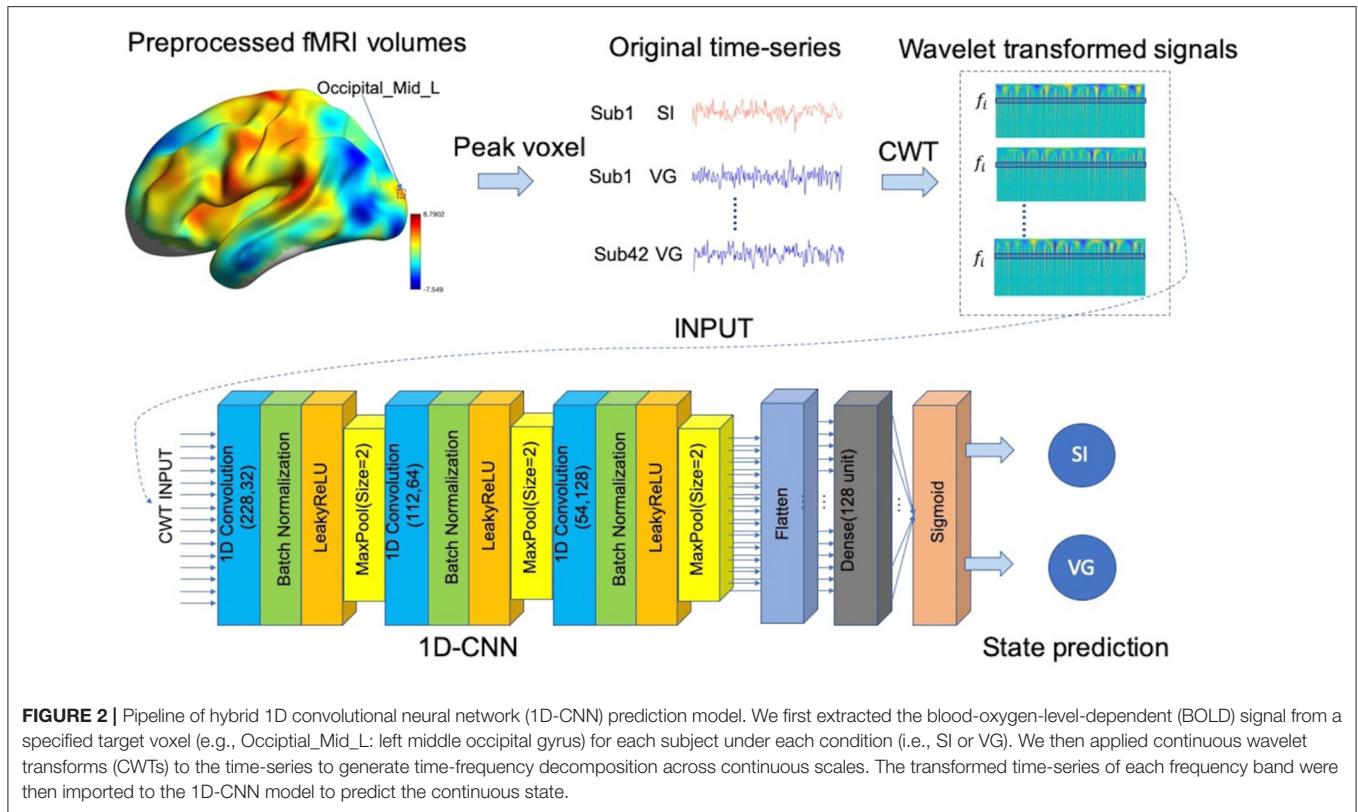 Preprocessed fMRI volumes
Original time-series
Wavelet transformed signals
Occipital_Mid_L
8.7902
-7.549
Peak voxel
Sub1 SI
Sub1 VG
Sub42 VG
CWT
f_i
f_i
f_i
INPUT
CWT INPUT
1D Convolution
(228,32)
Batch Normalization
LeakyReLU
MaxPool(Size=2)
1D Convolution
(112,64)
Batch Normalization
LeakyReLU
MaxPool(Size=2)
1D Convolution
(54,128)
Batch Normalization
LeakyReLU
MaxPool(Size=2)
Flatten
Dense(128 unit)
Sigmoid
SI
VG
1D-CNN
State prediction
FIGURE 2 | Pipeline of hybrid 1D convolutional neural network (1D-CNN) prediction model. We first extracted the blood-oxygen-level-dependent (BOLD) signal from a
specified target voxel (e.g., Occiptial_Mid_L: left middle occipital gyrus) for each subject under each condition (i.e., SI or VG). We then applied continuous wavelet
transforms (CWTs) to the time-series to generate time-frequency decomposition across continuous scales. The transformed time-series of each frequency band were
then imported to the 1D-CNN model to predict the continuous state.